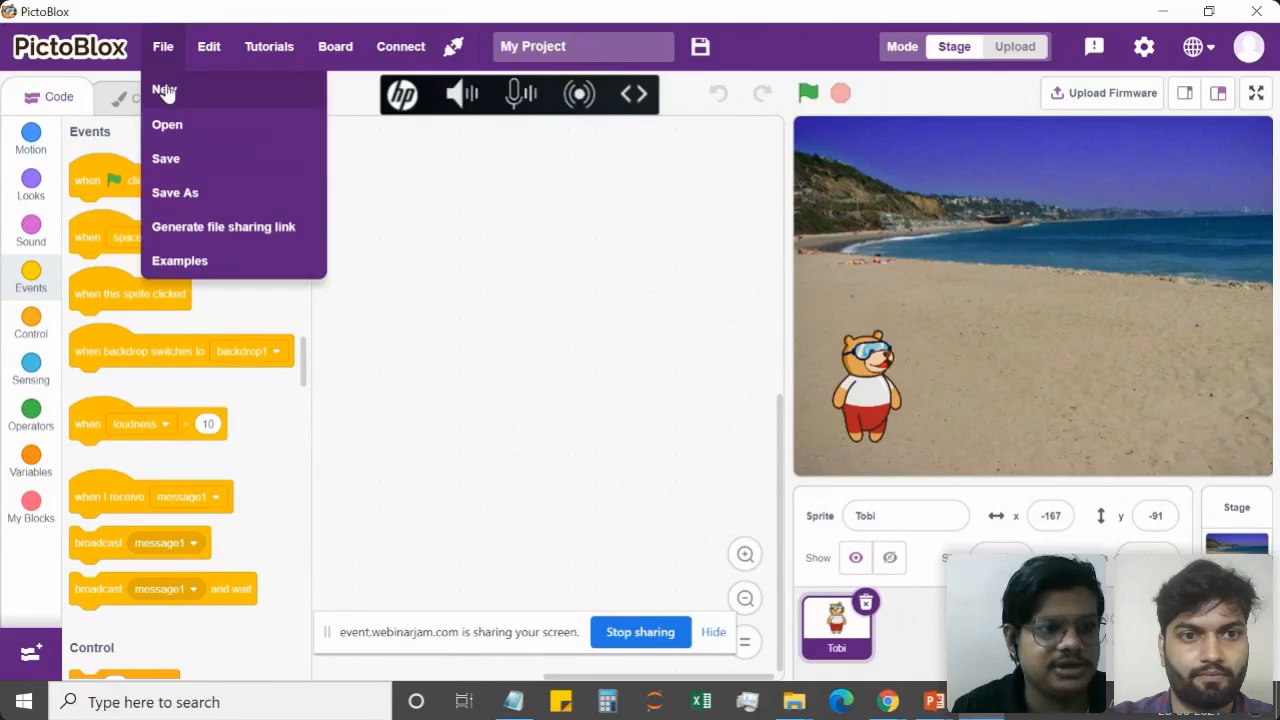 PictoBlox
PictoBlox
File
Edit
Tutorials
Board
Connect
My Project
Mode
Stage
Upload
Code
New
Open
Save
Save As
Generate file sharing link
Examples
hp
Upload Firmware
Motion
Looks
Sound
Events
Control
Sensing
Operators
Variables
My Blocks
Events
when
when
when this sprite clicked
when backdrop switches to backdrop1
when loudness > 10
when I receive message1
broadcast message1
broadcast message1 and wait
Control
event.webinarjam.com is sharing your screen.
Stop sharing
Hide
Sprite
Tobi
x
-167
y
-91
Show
Stage
Tobi
Type here to search